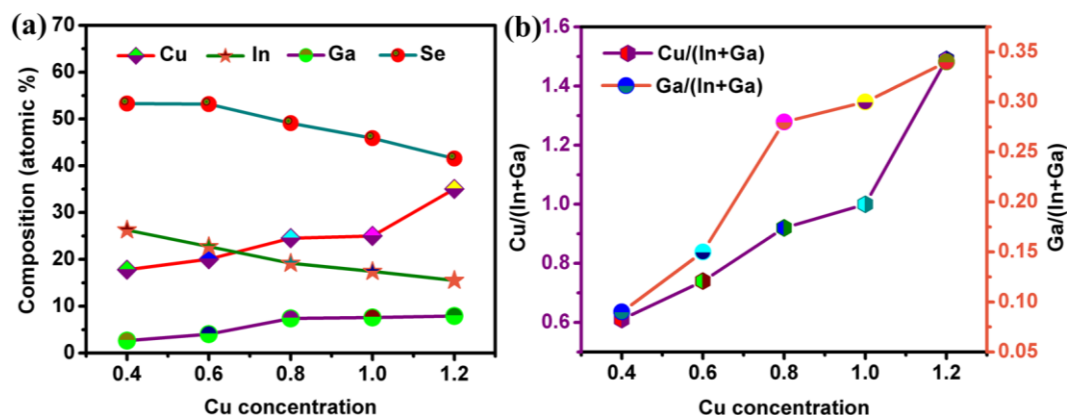 (a)
Cu In Ga Se
Composition (atomic %)
70
60
50
40
30
20
10
0
0.4 0.6 0.8 1.0 1.2
Cu concentration
(b)
Cu/(In+Ga)
Ga/(In+Ga)
Cu/(In+Ga)
1.6
1.4
1.2
1.0
0.8
0.6
0.4 0.6 0.8 1.0 1.2
Cu concentration
0.35
0.30
0.25
0.20
0.15
0.10
0.05
Ga/(In+Ga)